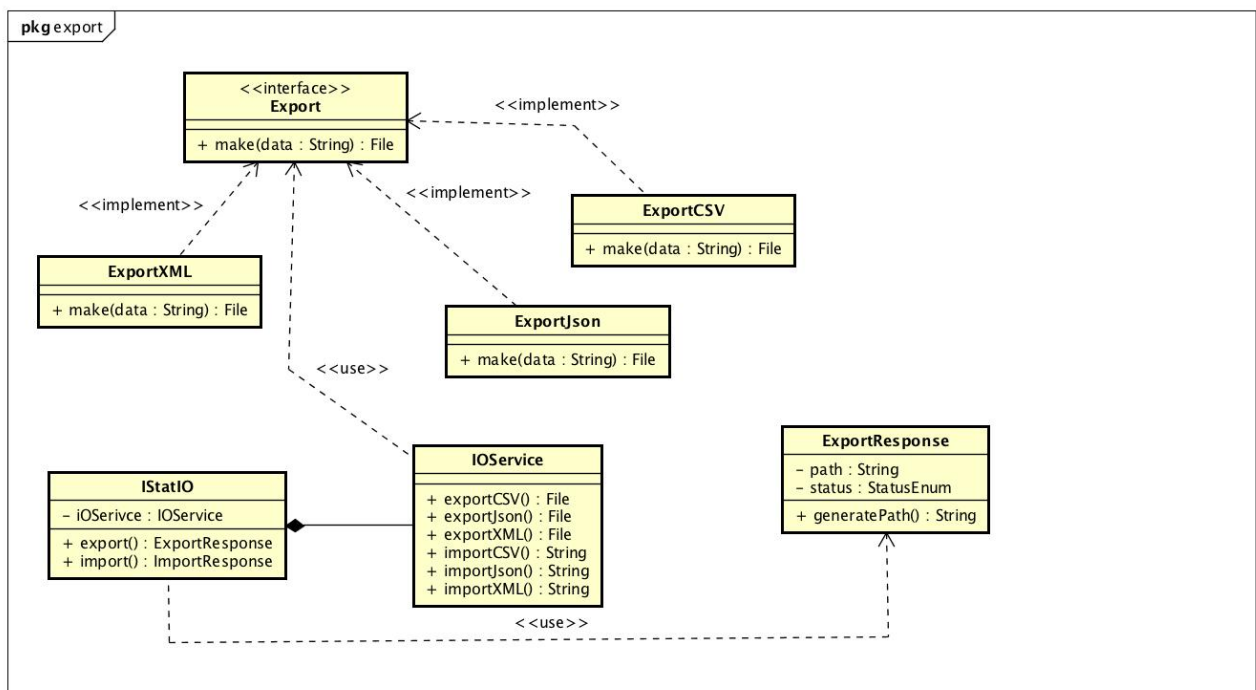 pkg export
<<interface>>
Export
+ make(data : String) : File
<<implement>>
<<implement>>
<<implement>>
ExportCSV
+ make(data : String) : File
ExportXML
+ make(data : String) : File
ExportJson
+ make(data : String) : File
<<use>>
IOService
+ exportCSV() : File
+ exportJson() : File
+ exportXML() : File
+ importCSV() : String
+ importJson() : String
+ importXML() : String
IStatIO
- iOSerivce : IOService
+ export() : ExportResponse
+ import() : ImportResponse
ExportResponse
- path : String
- status : StatusEnum
+ generatePath() : String
<<use>>